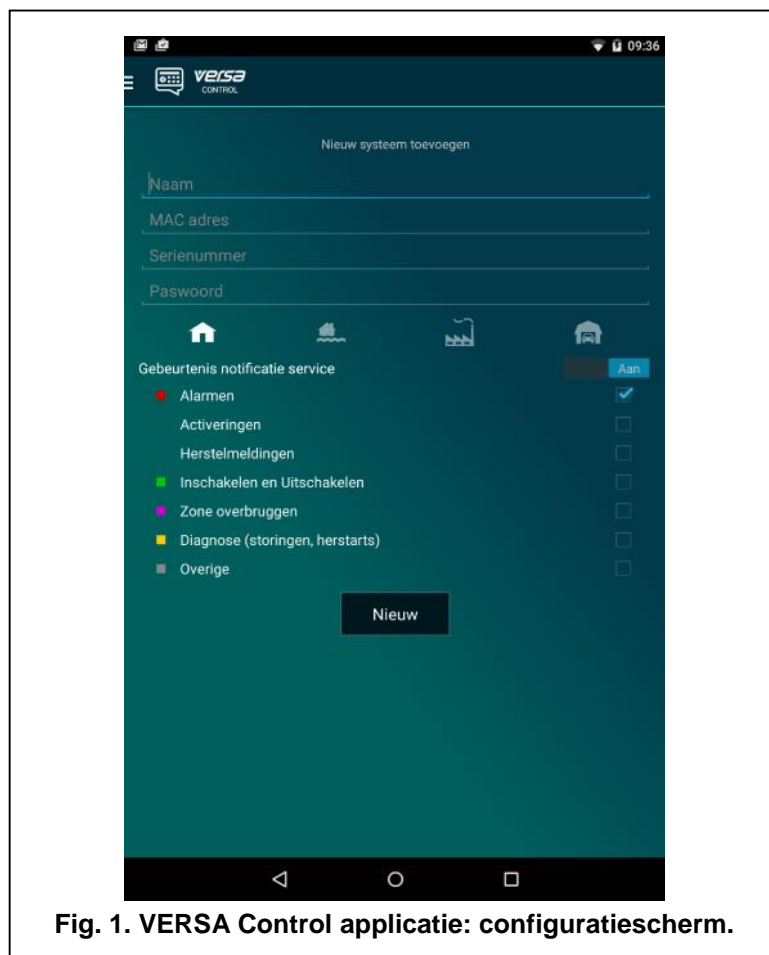 09:36
VERSA
CONTROL
Nieuw systeem toevoegen
Naam
MAC adres
Serienummer
Paswoord
Gebeurtenis notificatie service
Aan
Alarmen
Activeringen
Herstelmeldingen
Inschakelen en Uitschakelen
Zone overbruggen
Diagnose (storingen, herstarts)
Overige
Nieuw
Fig. 1. VERSA Control applicatie: configuratiescherm.